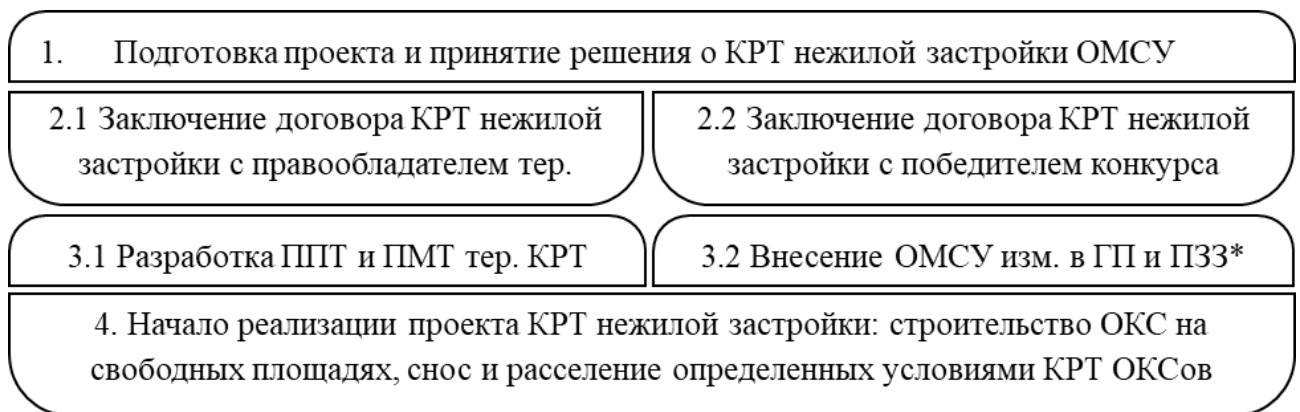 1. Подготовка проекта и принятие решения о КРТ нежилой застройки ОМСУ
2.1 Заключение договора КРТ нежилой
застройки с правообладателем тер.
2.2 Заключение договора КРТ нежилой
застройки с победителем конкурса
3.1 Разработка ППТ и ПМТ тер. КРТ
3.2 Внесение ОМСУ изм. в ГП и ПЗЗ*
4. Начало реализации проекта КРТ нежилой застройки: строительство ОКС на
свободных площадях, снос и расселение определенных условиями КРТ ОКСов